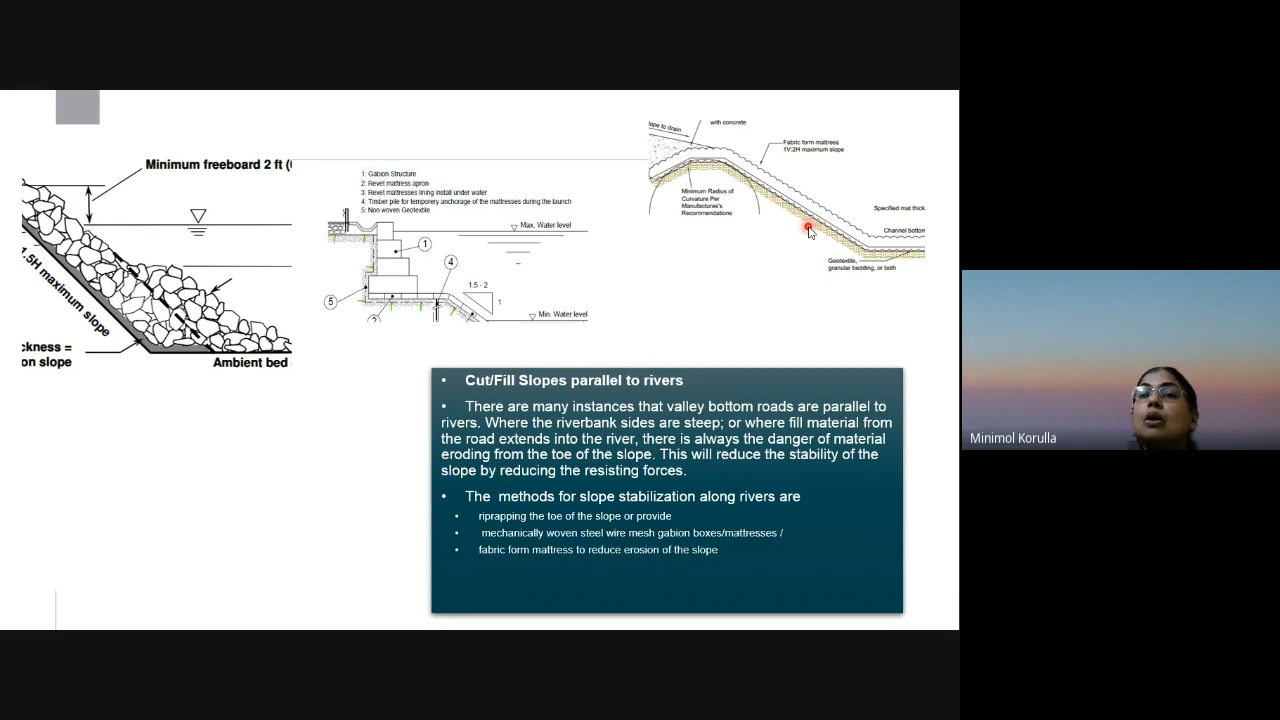 Minimum freeboard 2 ft (
.5H maximum slope
ckness =
on slope
Ambient bed
1: Gabion Structure
2: Revet mattress apron
3: Revet mattresses lining install under water
4: Timber pile for temporery anchorage of the mattresses during the launch
5: Non woven Geotextile
Max. Water level
1
4
5
2
1.5 - 2
1
Min. Water level
lope to drain
with concrete
Fabric form mattress
1V:2H maximum slope
Minimum Radius of
Curvature Per
Manufactures's
Recommendations
Specified mat thick
Channel bottom
Geotextile,
granular bedding, or both
• Cut/Fill Slopes parallel to rivers
• There are many instances that valley bottom roads are parallel to
rivers. Where the riverbank sides are steep; or where fill material from
the road extends into the river, there is always the danger of material
eroding from the toe of the slope. This will reduce the stability of the
slope by reducing the resisting forces.
• The methods for slope stabilization along rivers are
• riprapping the toe of the slope or provide
• mechanically woven steel wire mesh gabion boxes/mattresses /
• fabric form mattress to reduce erosion of the slope
Minimol Korulla